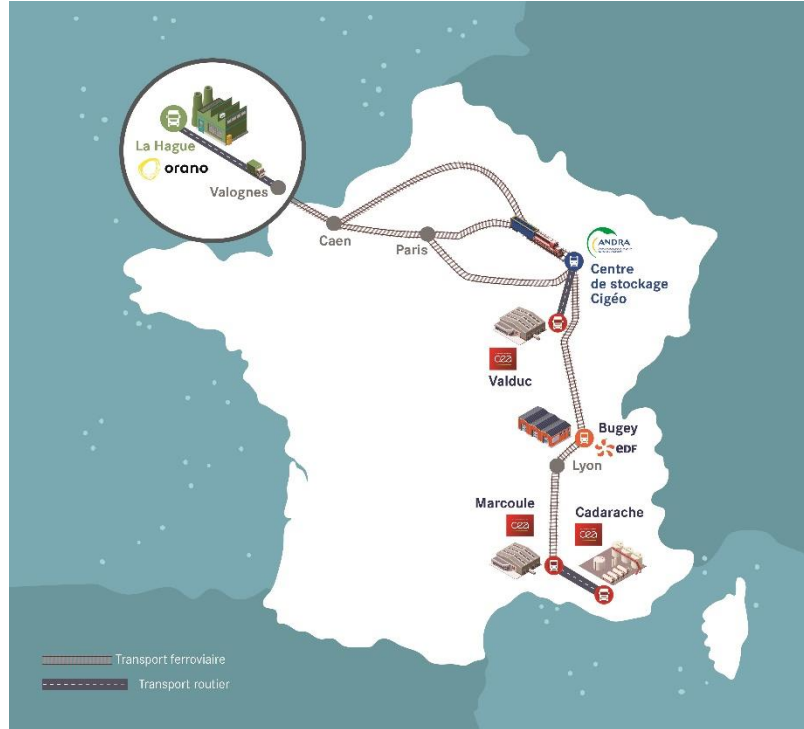 La Hague
orano
Valognes
Caen
Paris
ANDRA
Centre
de stockage
Cigéo
cea
Valduc
Bugey
eDF
Lyon
Marcoule
cea
Cadarache
cea
Transport ferroviaire
Transport routier